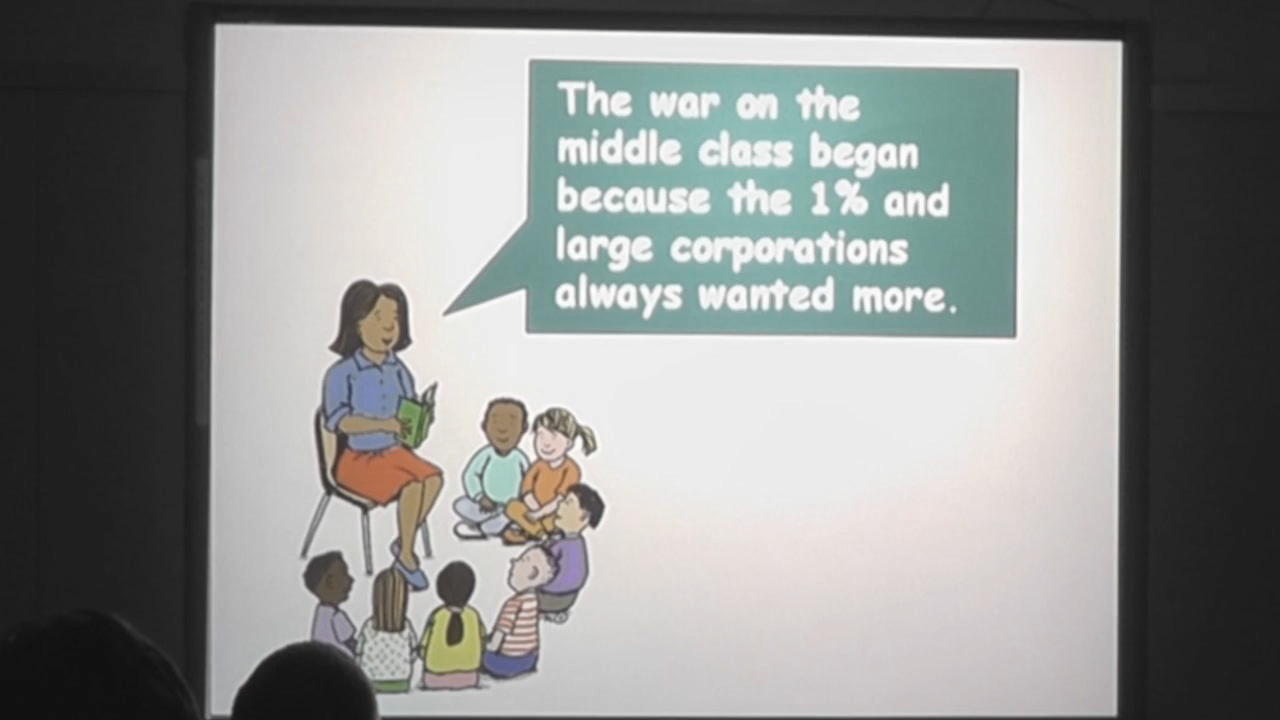 The war on the
middle class began
because the 1% and
large corporations
always wanted more.